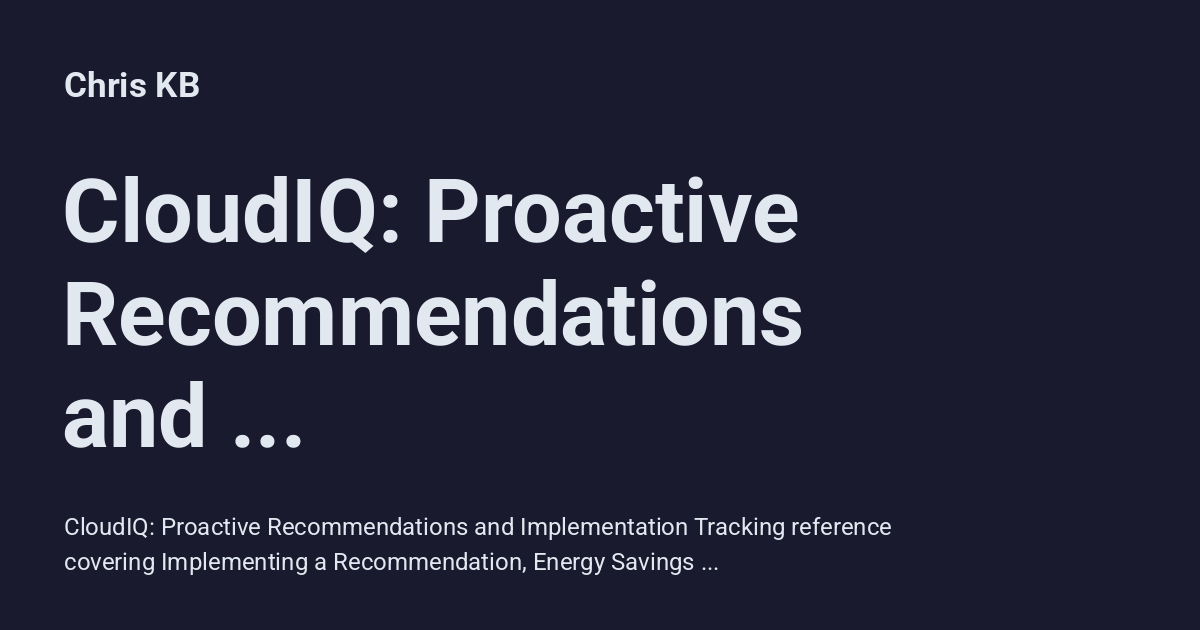 Chris KB
CloudIQ: Proactive
Recommendations
and ...
CloudIQ: Proactive Recommendations and Implementation Tracking reference
covering Implementing a Recommendation, Energy Savings ...